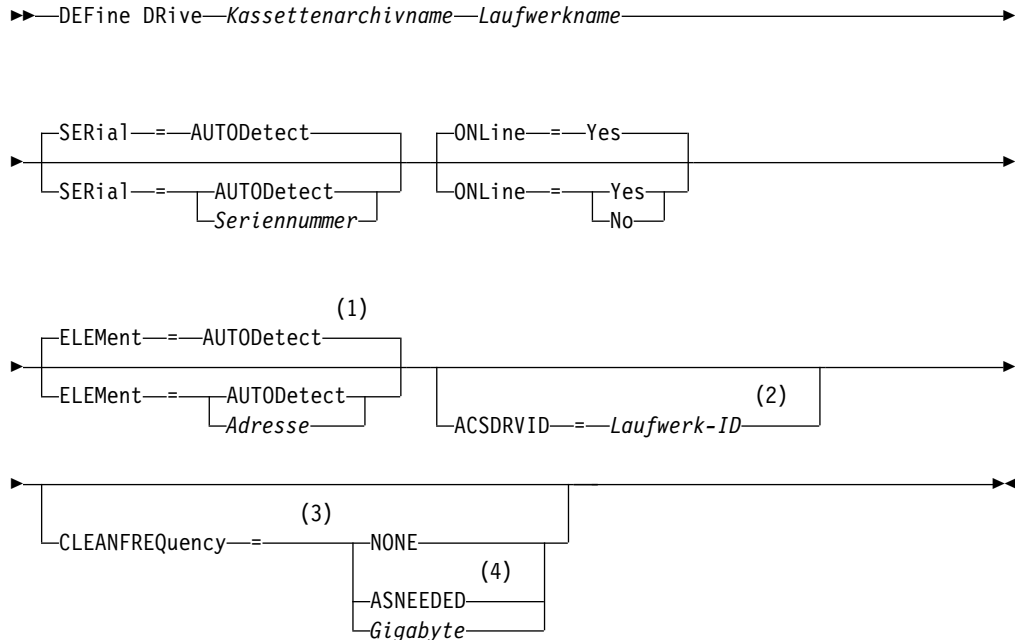 DEFine DRive Kassettenarchivname Laufwerkname
SERial = AUTODetect ONLine = Yes
SERial = AUTODetect ONLine = Yes
Seriennummer No
(1)
ELEMent = AUTODetect
ELEMent = AUTODetect (2)
Adresse ACSDRVID = Laufwerk-ID
(3)
CLEANFREQuency = NONE
(4)
ASNEEDED
Gigabyte